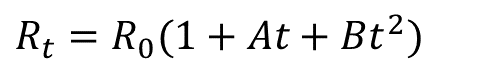 Rₜ = R₀(1 + At + Bt²)